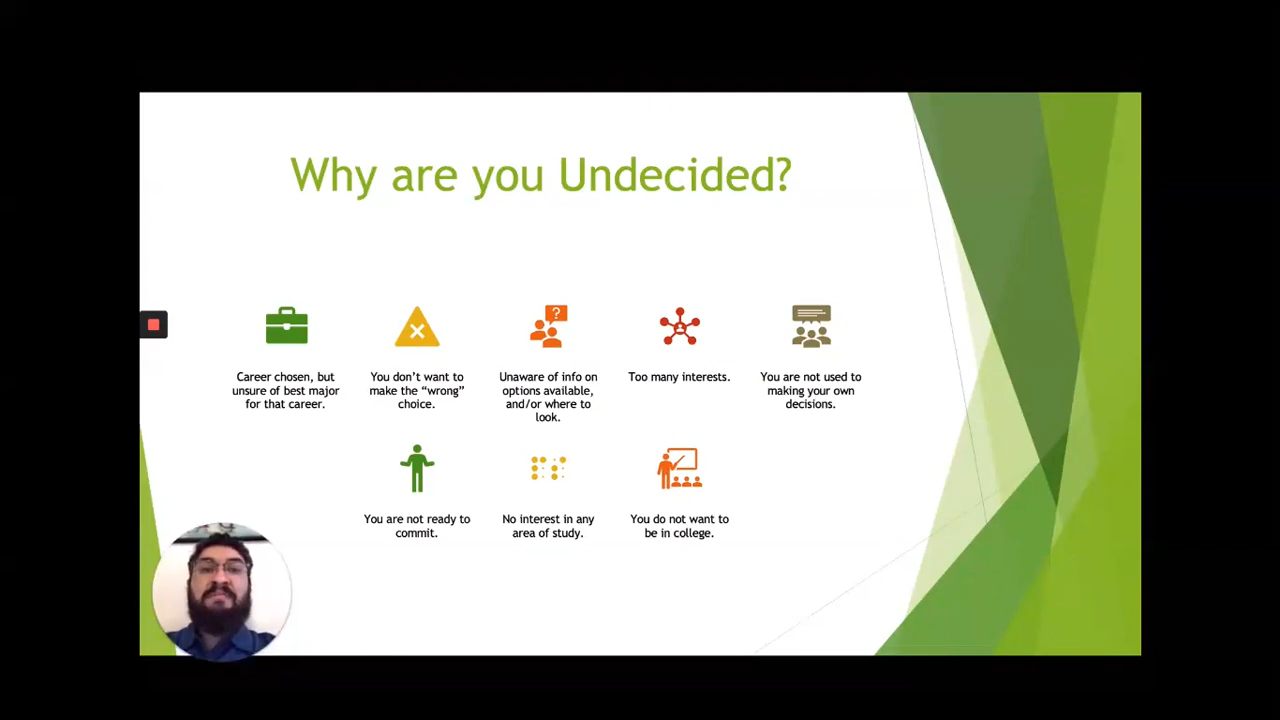 Why are you Undecided?
?
Career chosen, but
unsure of best major
for that career.
You don’t want to
make the “wrong”
choice.
Unaware of info on
options available,
and/or where to
look.
Too many interests.
You are not used to
making your own
decisions.
You are not ready to
commit.
No interest in any
area of study.
You do not want to
be in college.